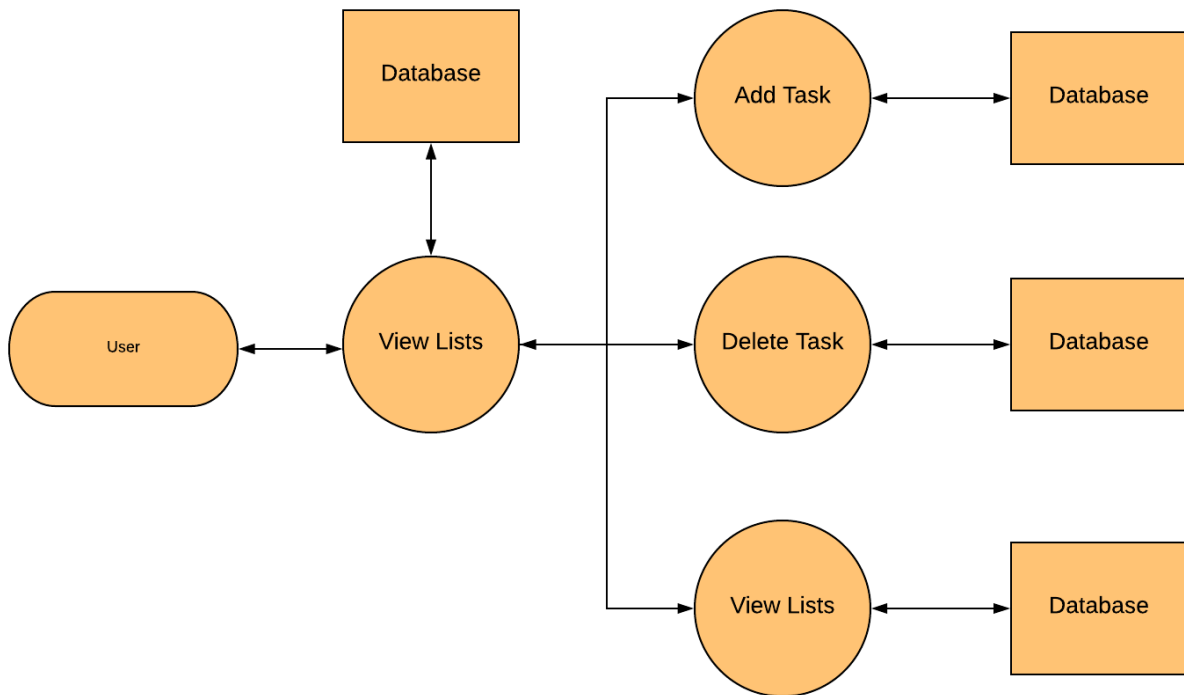 Database
Add Task
Database
User
View Lists
Delete Task
Database
View Lists
Database